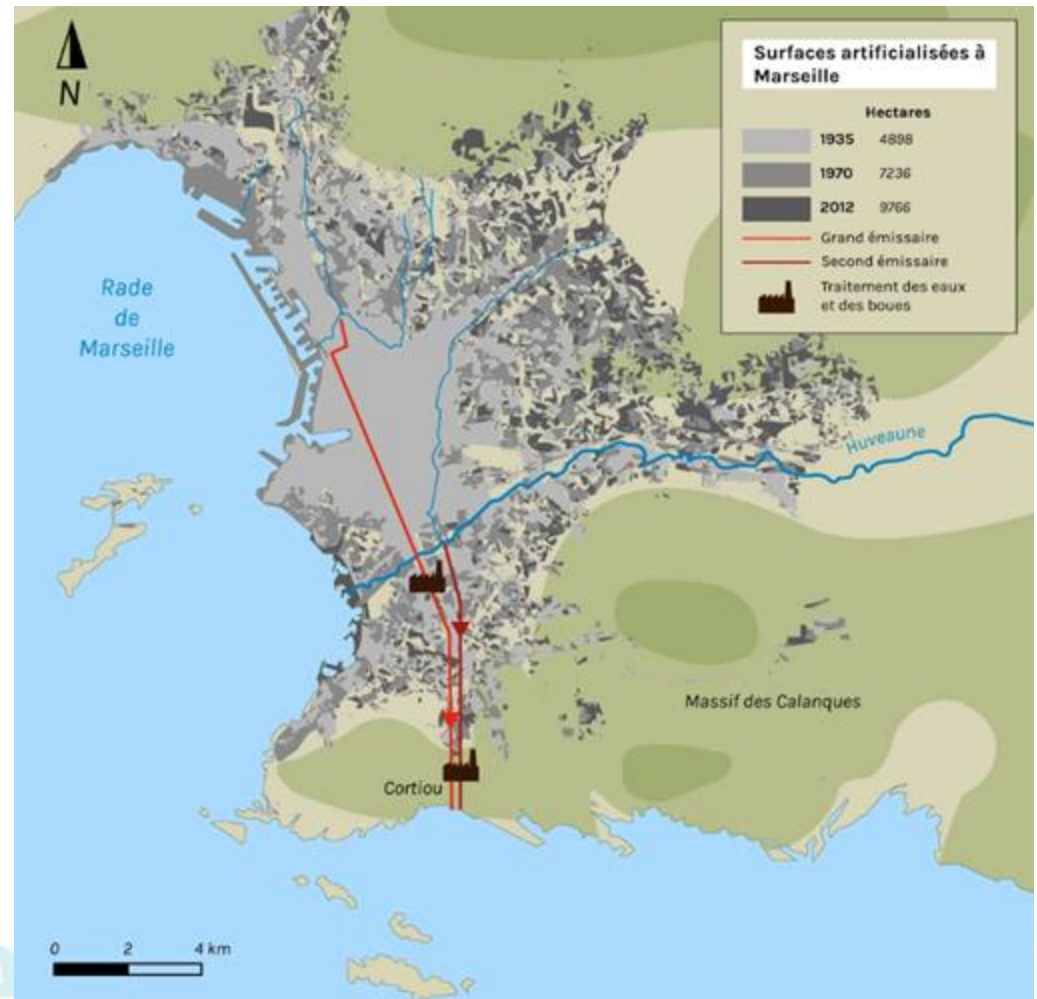 N
Surfaces artificialisées à
Marseille
Hectares
1935 4898
1970 7236
2012 9766
Grand émissaire
Second émissaire
Traitement des eaux
et des boues
Rade
de
Marseille
Huveaune
Massif des Calanques
Cortiou
0 2 4 km